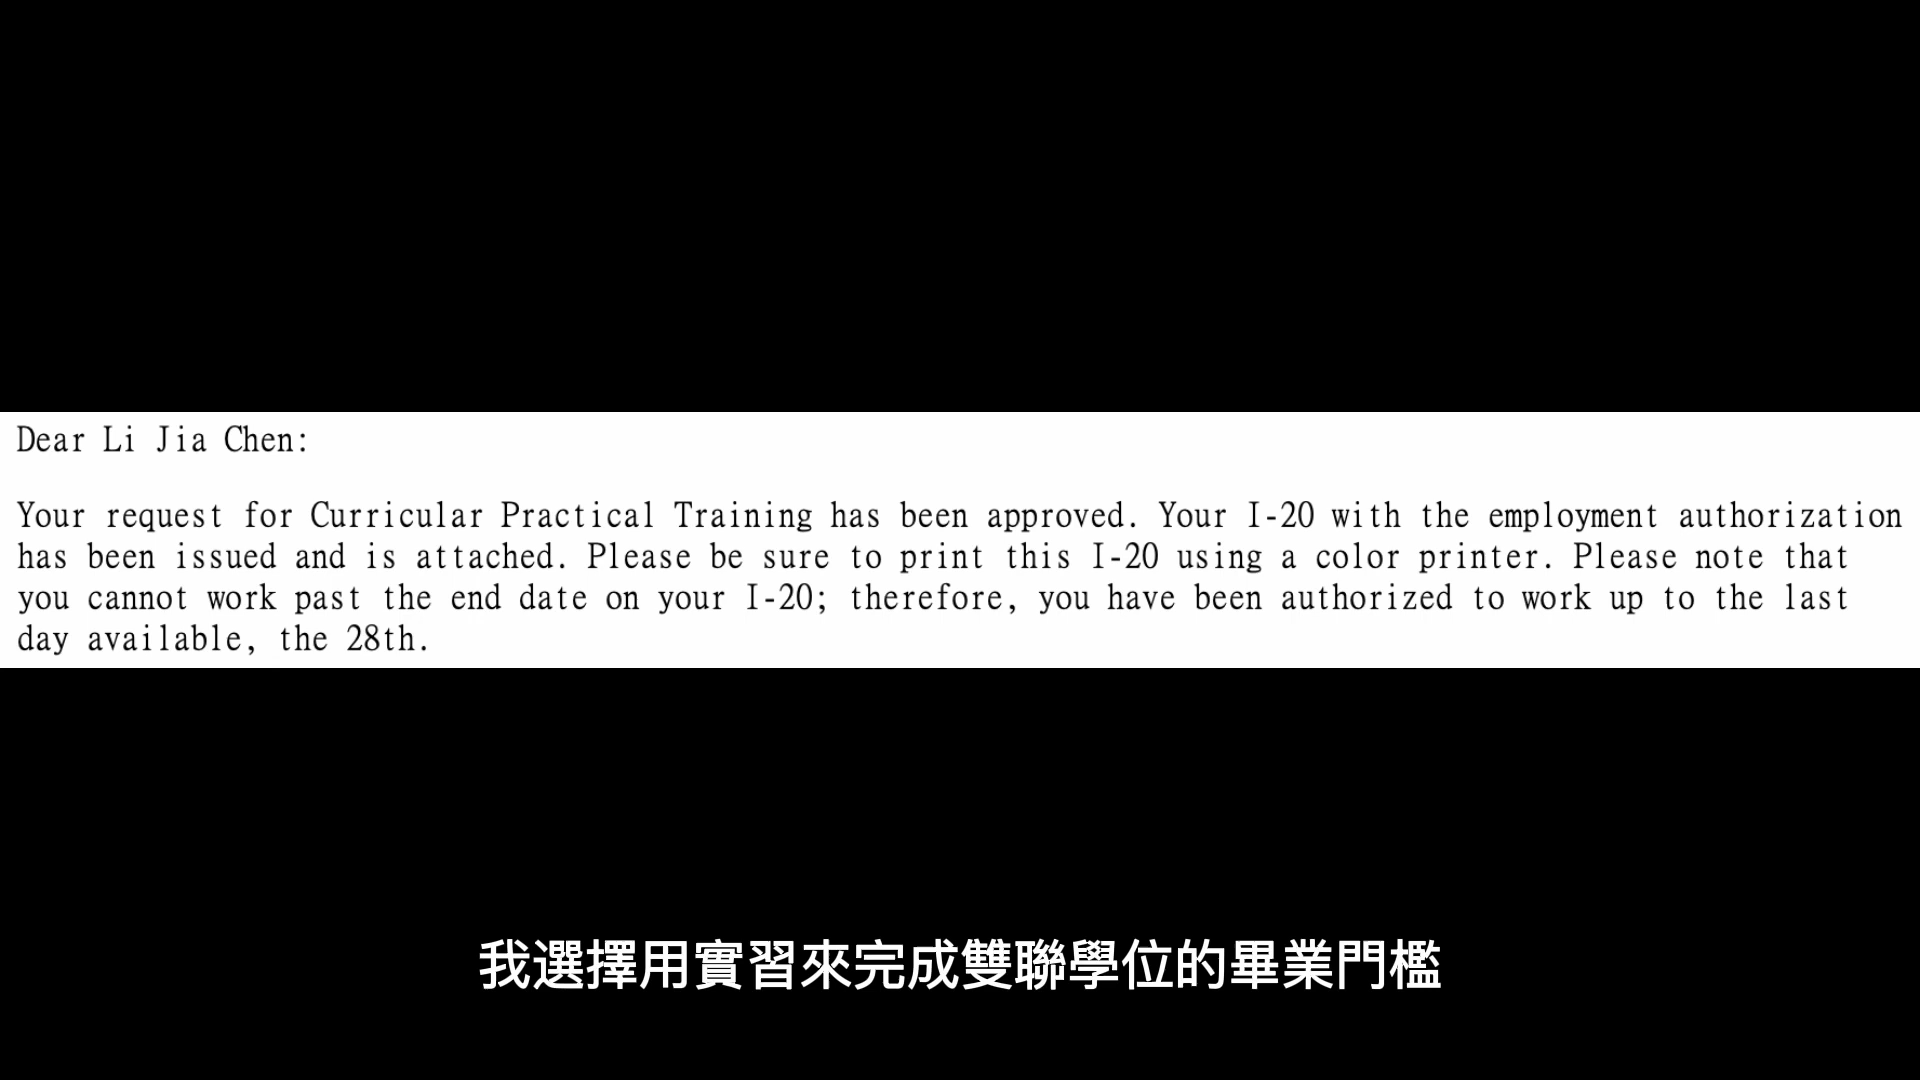 Dear Li Jia Chen:
Your request for Curricular Practical Training has been approved. Your I-20 with the employment authorization
has been issued and is attached. Please be sure to print this I-20 using a color printer. Please note that
you cannot work past the end date on your I-20; therefore, you have been authorized to work up to the last
day available, the 28th.
我選擇用實習來完成雙聯學位的畢業門檻